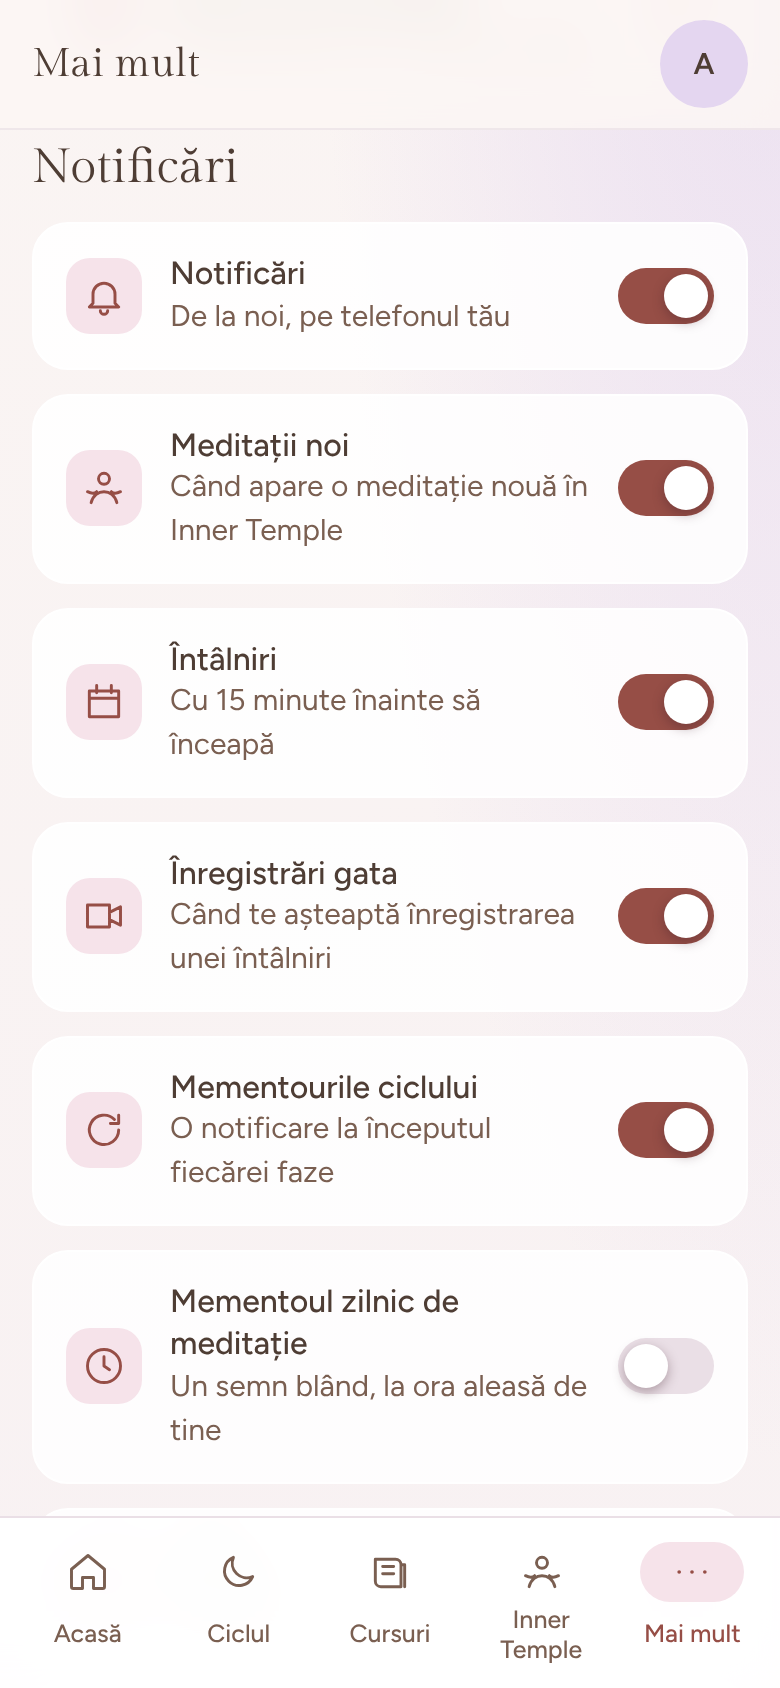 Mai mult
A
Notificări
Notificări
De la noi, pe telefonul tău
Meditații noi
Când apare o meditație nouă în
Inner Temple
Întâlniri
Cu 15 minute înainte să
înceapă
Înregistrări gata
Când te așteaptă înregistrarea
unei întâlniri
Mementourile ciclului
O notificare la începutul
fiecărei faze
Mementoul zilnic de
meditație
Un semn blând, la ora aleasă de
tine
Acasă
Ciclul
Cursuri
Inner
Temple
Mai mult